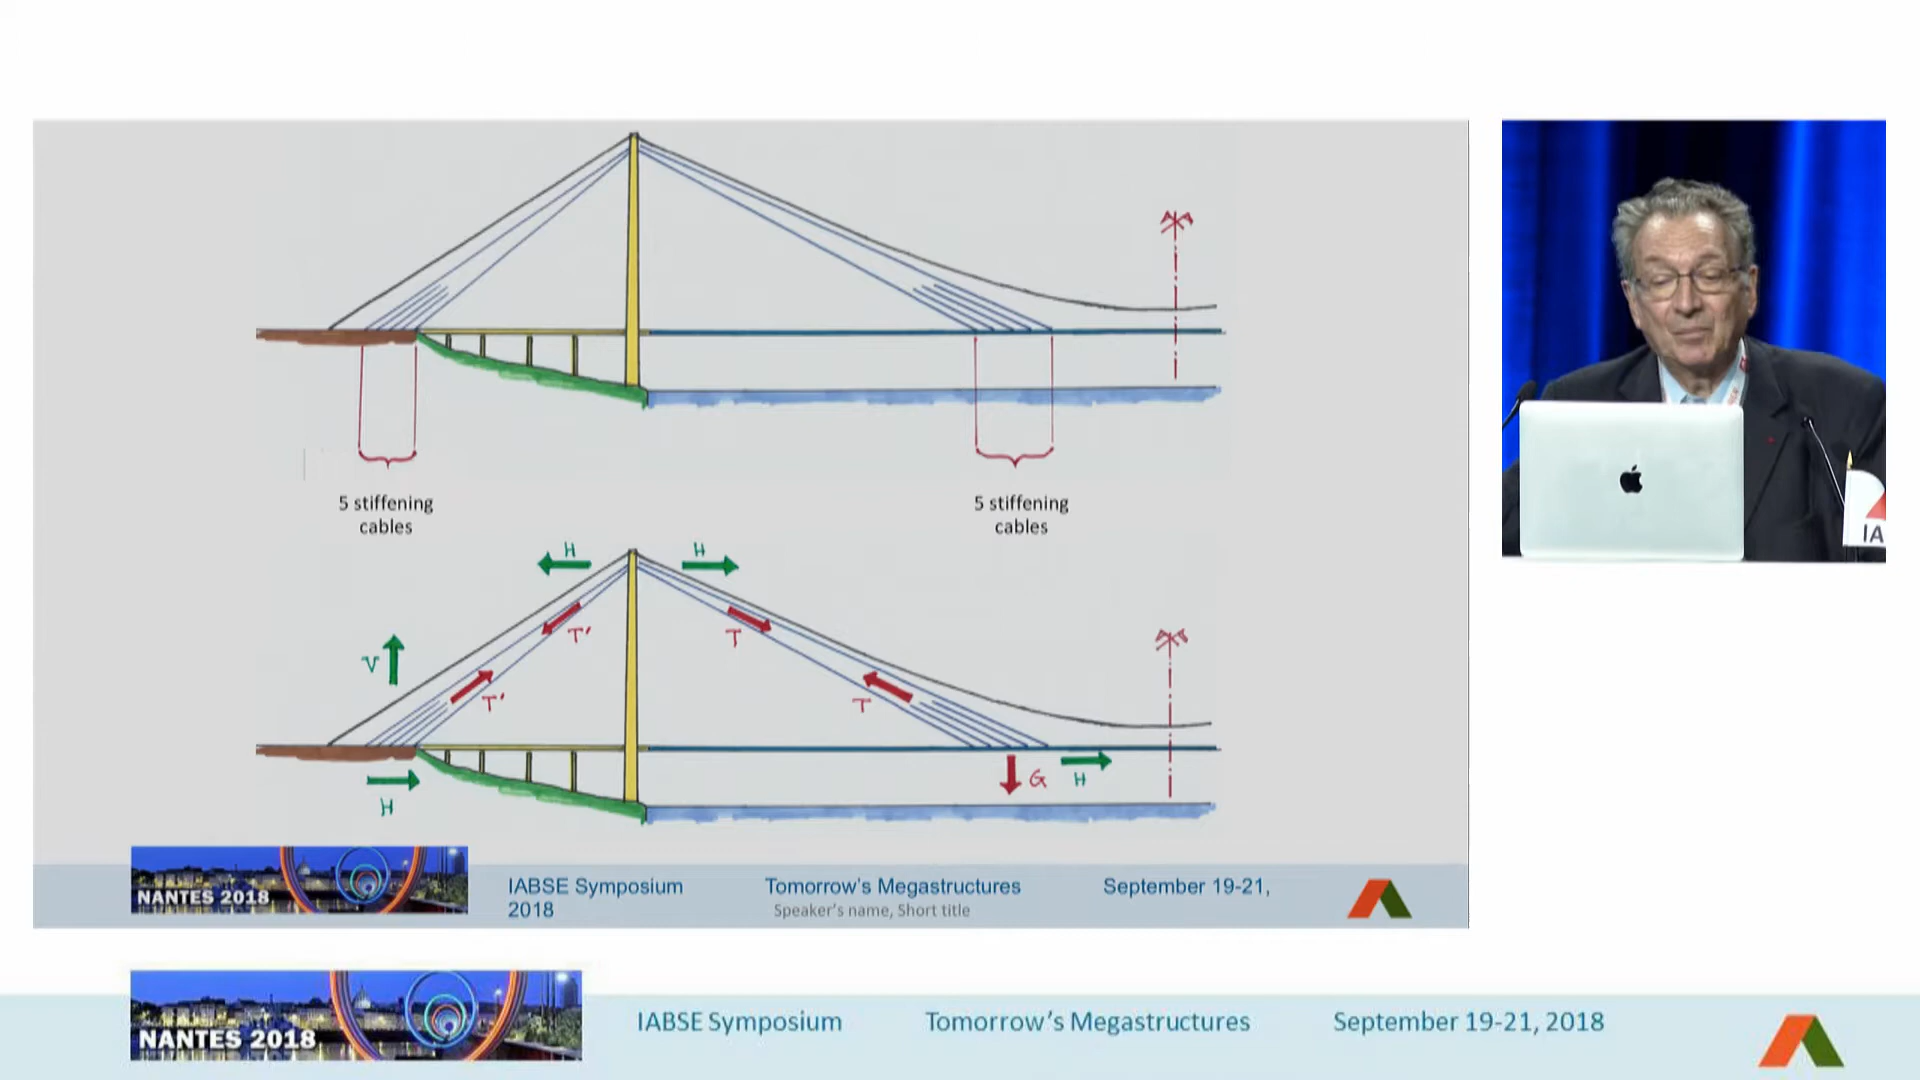 5 stiffening
cables
5 stiffening
cables
H
H
T'
T
V
T'
T
G
H
H
NANTES 2018
IABSE Symposium
Tomorrow's Megastructures
September 19-21,
2018
Speaker's name, Short title
IA
NANTES 2018
IABSE Symposium
Tomorrow's Megastructures
September 19-21, 2018